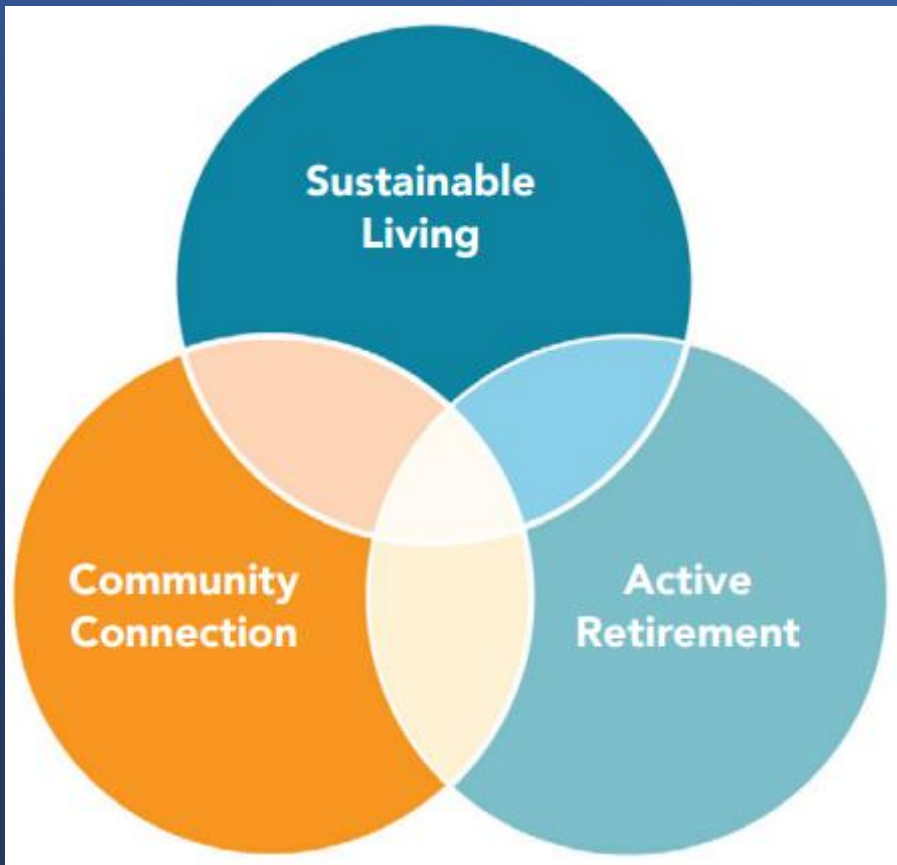 Sustainable
Living
Community
Connection
Active
Retirement